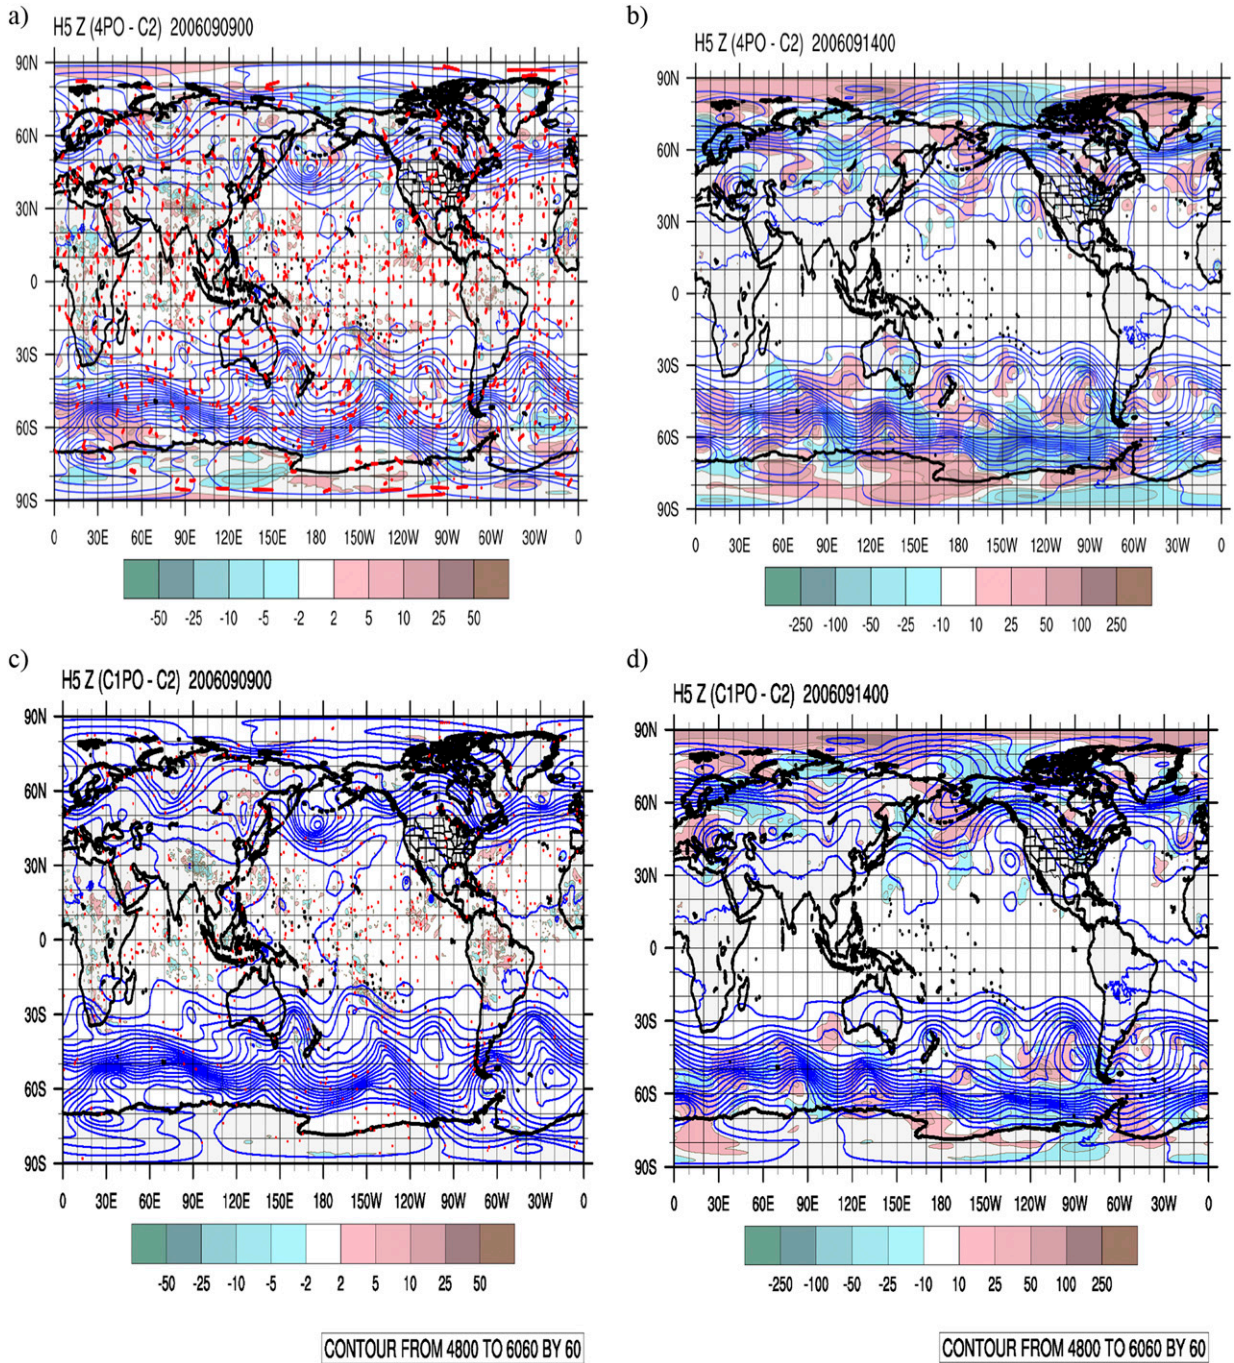 a)
H5 Z (4PO - C2) 2006090900
90N
60N
30N
0
30S
60S
90S
0 30E 60E 90E 120E 150E 180 150W 120W 90W 60W 30W 0
-50 -25 -10 -5 -2 2 5 10 25 50
b)
H5 Z (4PO - C2) 2006091400
90N
60N
30N
0
30S
60S
90S
0 30E 60E 90E 120E 150E 180 150W 120W 90W 60W 30W 0
-250 -100 -50 -25 -10 10 25 50 100 250
c)
H5 Z (C1PO - C2) 2006090900
90N
60N
30N
0
30S
60S
90S
0 30E 60E 90E 120E 150E 180 150W 120W 90W 60W 30W 0
-50 -25 -10 -5 -2 2 5 10 25 50
CONTOUR FROM 4800 TO 6060 BY 60
d)
H5 Z (C1PO - C2) 2006091400
90N
60N
30N
0
30S
60S
90S
0 30E 60E 90E 120E 150E 180 150W 120W 90W 60W 30W 0
-250 -100 -50 -25 -10 10 25 50 100 250
CONTOUR FROM 4800 TO 6060 BY 60